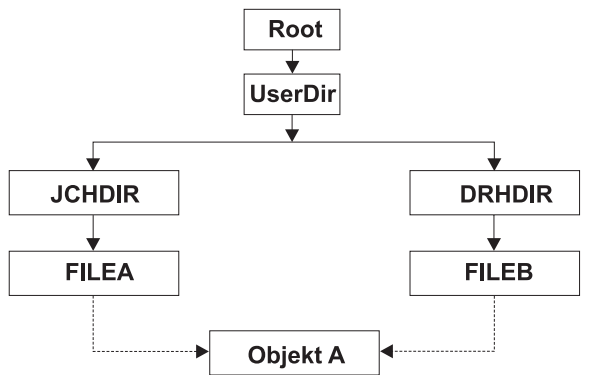 Root
UserDir
JCHDIR
DRHDIR
FILEA
FILEB
Objekt A